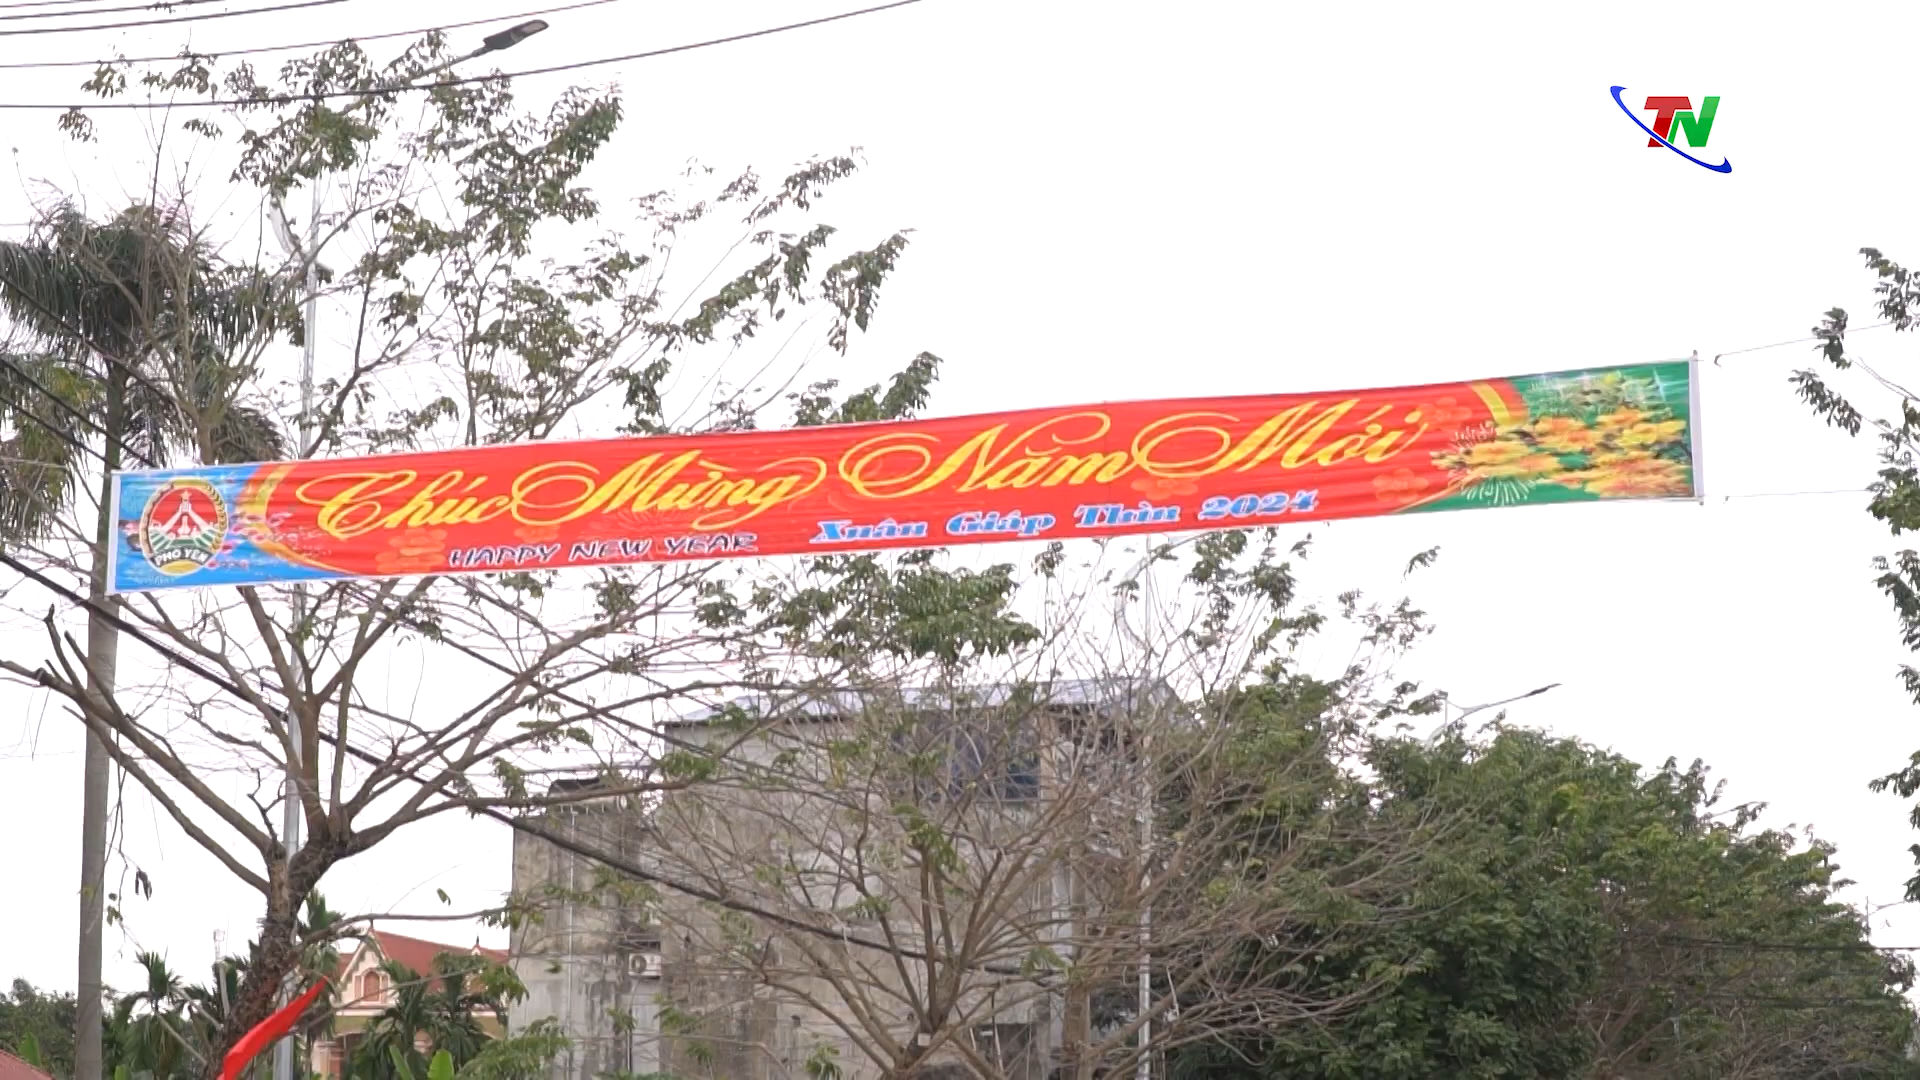 TN
Chúc Mừng Năm Mới
HAPPY NEW YEAR
Xuân Giáp Thìn 2024
PHỔ YÊN